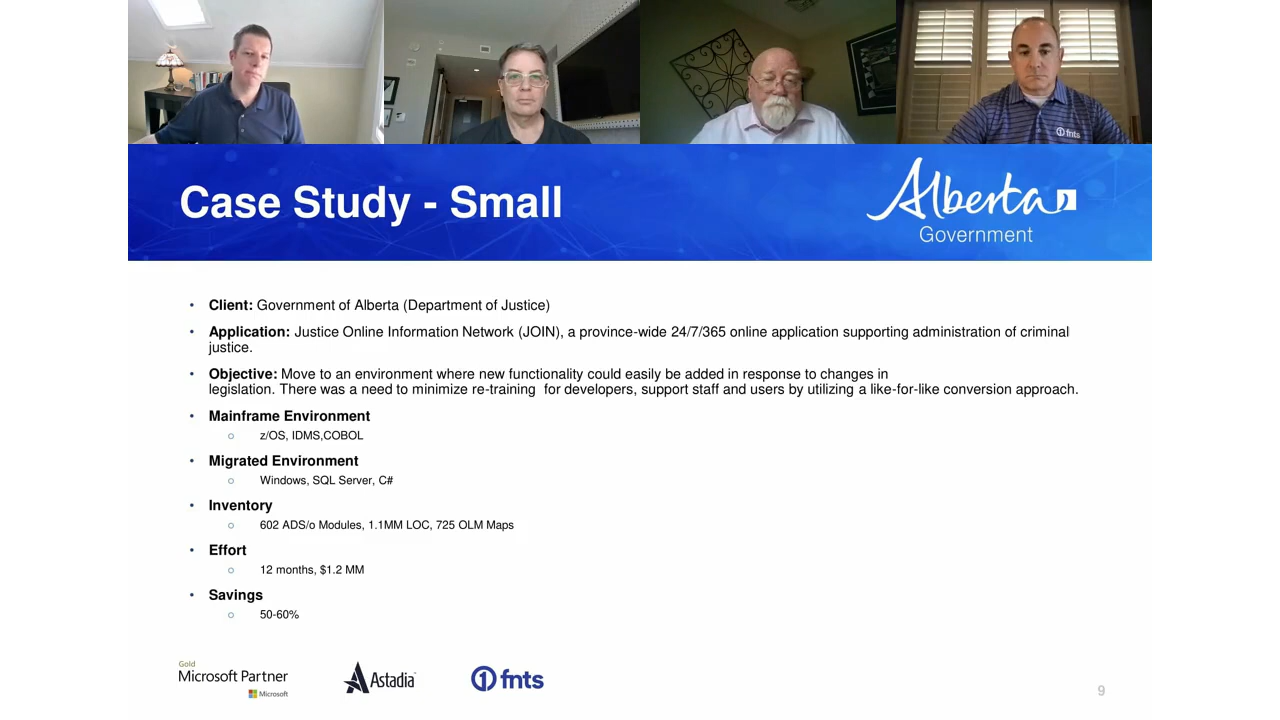 fnts
Case Study - Small
Alberta
Government
• Client: Government of Alberta (Department of Justice)
• Application: Justice Online Information Network (JOIN), a province-wide 24/7/365 online application supporting administration of criminal
justice.
• Objective: Move to an environment where new functionality could easily be added in response to changes in
legislation. There was a need to minimize re-training for developers, support staff and users by utilizing a like-for-like conversion approach.
• Mainframe Environment
○ z/OS, IDMS,COBOL
• Migrated Environment
○ Windows, SQL Server, C#
• Inventory
○ 602 ADS/o Modules, 1.1MM LOC, 725 OLM Maps
• Effort
○ 12 months, $1.2 MM
• Savings
○ 50-60%
Gold
Microsoft Partner
Microsoft
Astadia
1 fnts
9